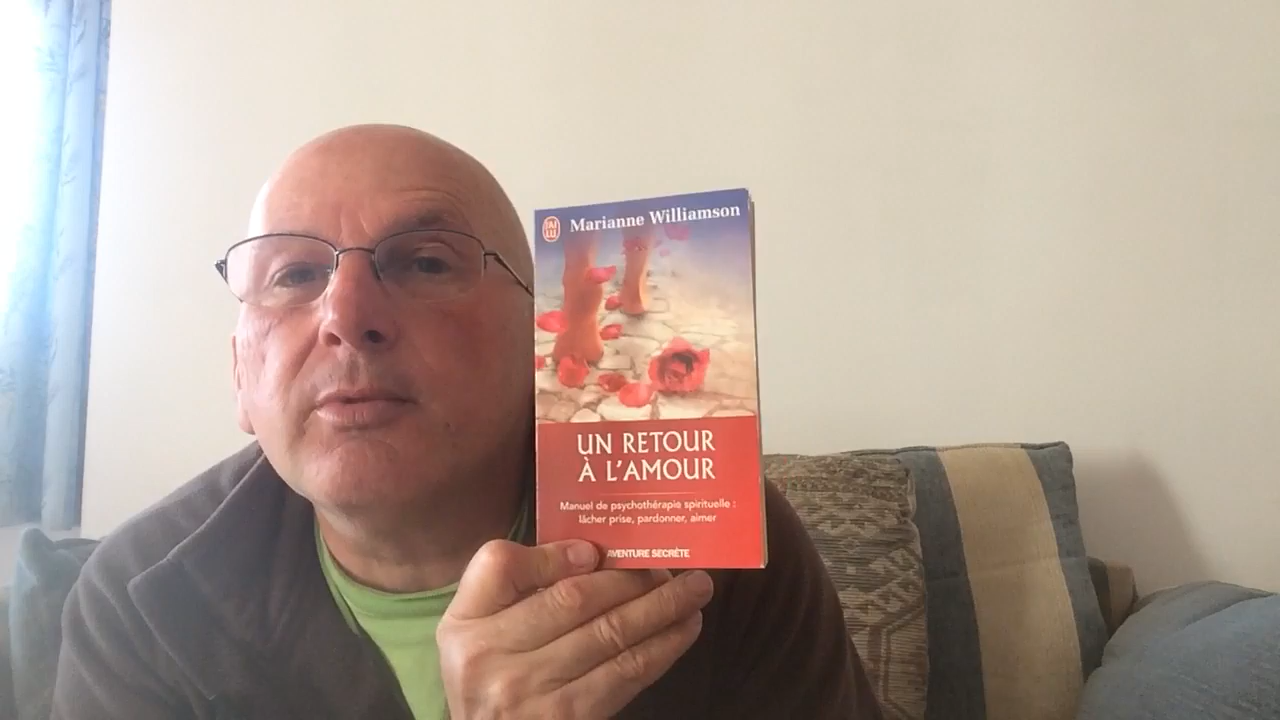 J'AI
LU
Marianne Williamson
UN RETOUR
À L'AMOUR
Manuel de psychothérapie spirituelle :
lâcher prise, pardonner, aimer
AVENTURE SECRÈTE